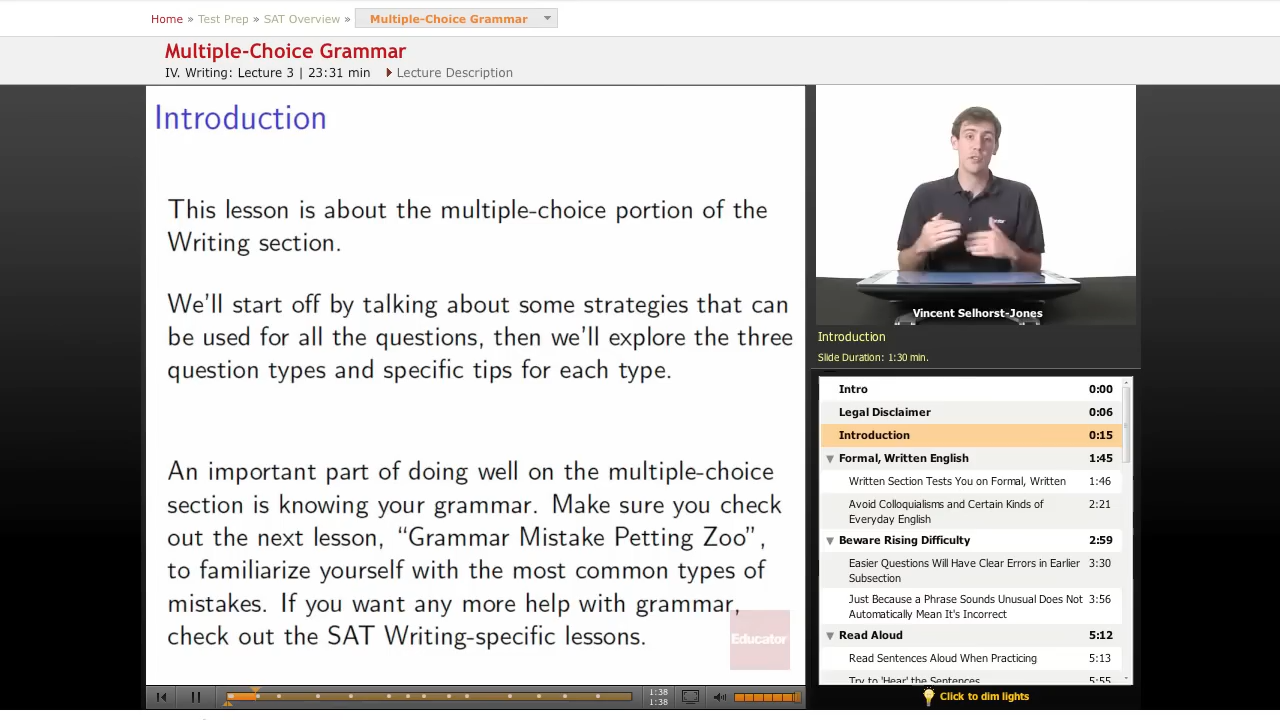 Home » Test Prep » SAT Overview » Multiple-Choice Grammar
Multiple-Choice Grammar
IV. Writing: Lecture 3 | 23:31 min Lecture Description
Introduction
This lesson is about the multiple-choice portion of the
Writing section.
We'll start off by talking about some strategies that can
be used for all the questions, then we'll explore the three
question types and specific tips for each type.
An important part of doing well on the multiple-choice
section is knowing your grammar. Make sure you check
out the next lesson, “Grammar Mistake Petting Zoo”,
to familiarize yourself with the most common types of
mistakes. If you want any more help with grammar,
check out the SAT Writing-specific lessons.
Educator
1:38
1:38
Vincent Selhorst-Jones
Introduction
Slide Duration: 1:30 min.
Intro 0:00
Legal Disclaimer 0:06
Introduction 0:15
Formal, Written English 1:45
Written Section Tests You on Formal, Written 1:46
Avoid Colloquialisms and Certain Kinds of 2:21
Everyday English
Beware Rising Difficulty 2:59
Easier Questions Will Have Clear Errors in Earlier 3:30
Subsection
Just Because a Phrase Sounds Unusual Does Not 3:56
Automatically Mean It's Incorrect
Read Aloud 5:12
Read Sentences Aloud When Practicing 5:13
Try to 'Hear' the Sentences 5:55
Click to dim lights